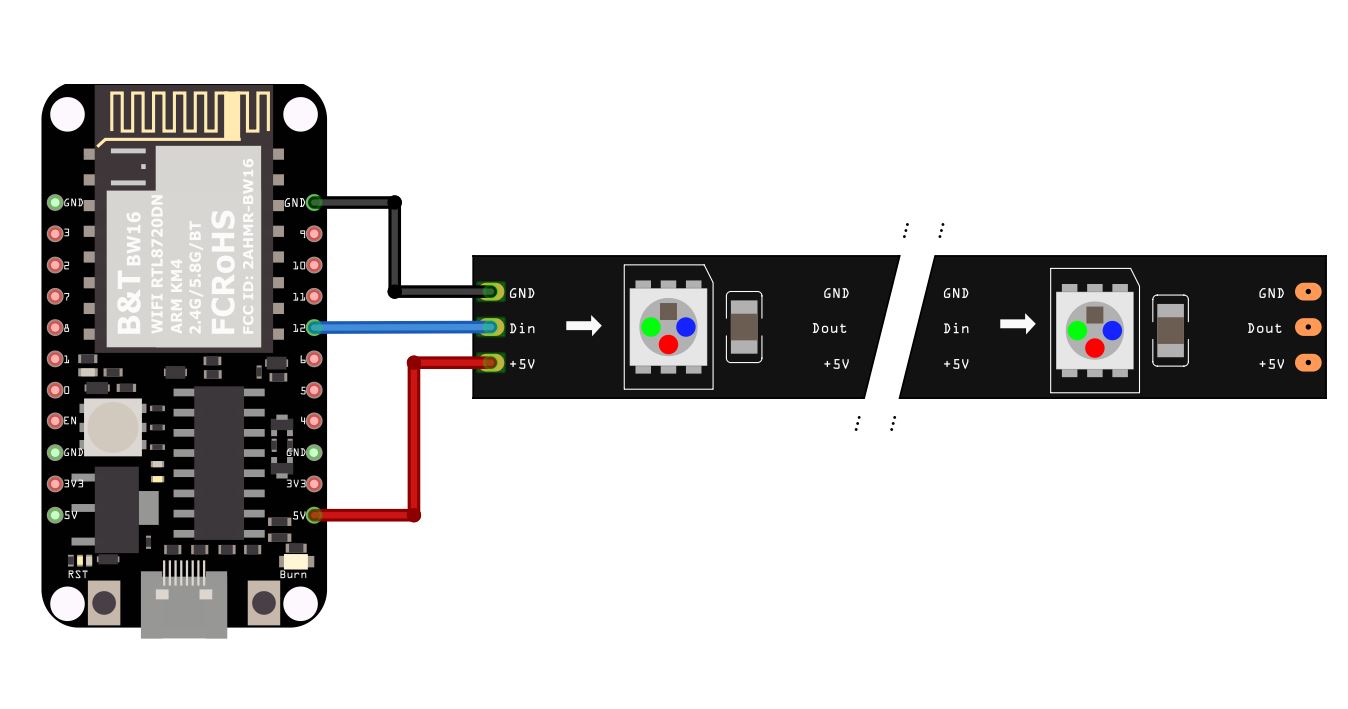 GND
3
2
7
8
1
0
EN
GND
3V3
5V
RST
B&T BW16
WIFI RTL8720DN
ARM KM4
2.4G/5.8G/BT
FCRoHS
FCC ID: 2AHMR-BW16
GND
9
10
11
12
6
5
4
GND
3V3
5V
Burn
GND
Din
+5V
GND
Dout
+5V
GND
Din
+5V
GND
Dout
+5V